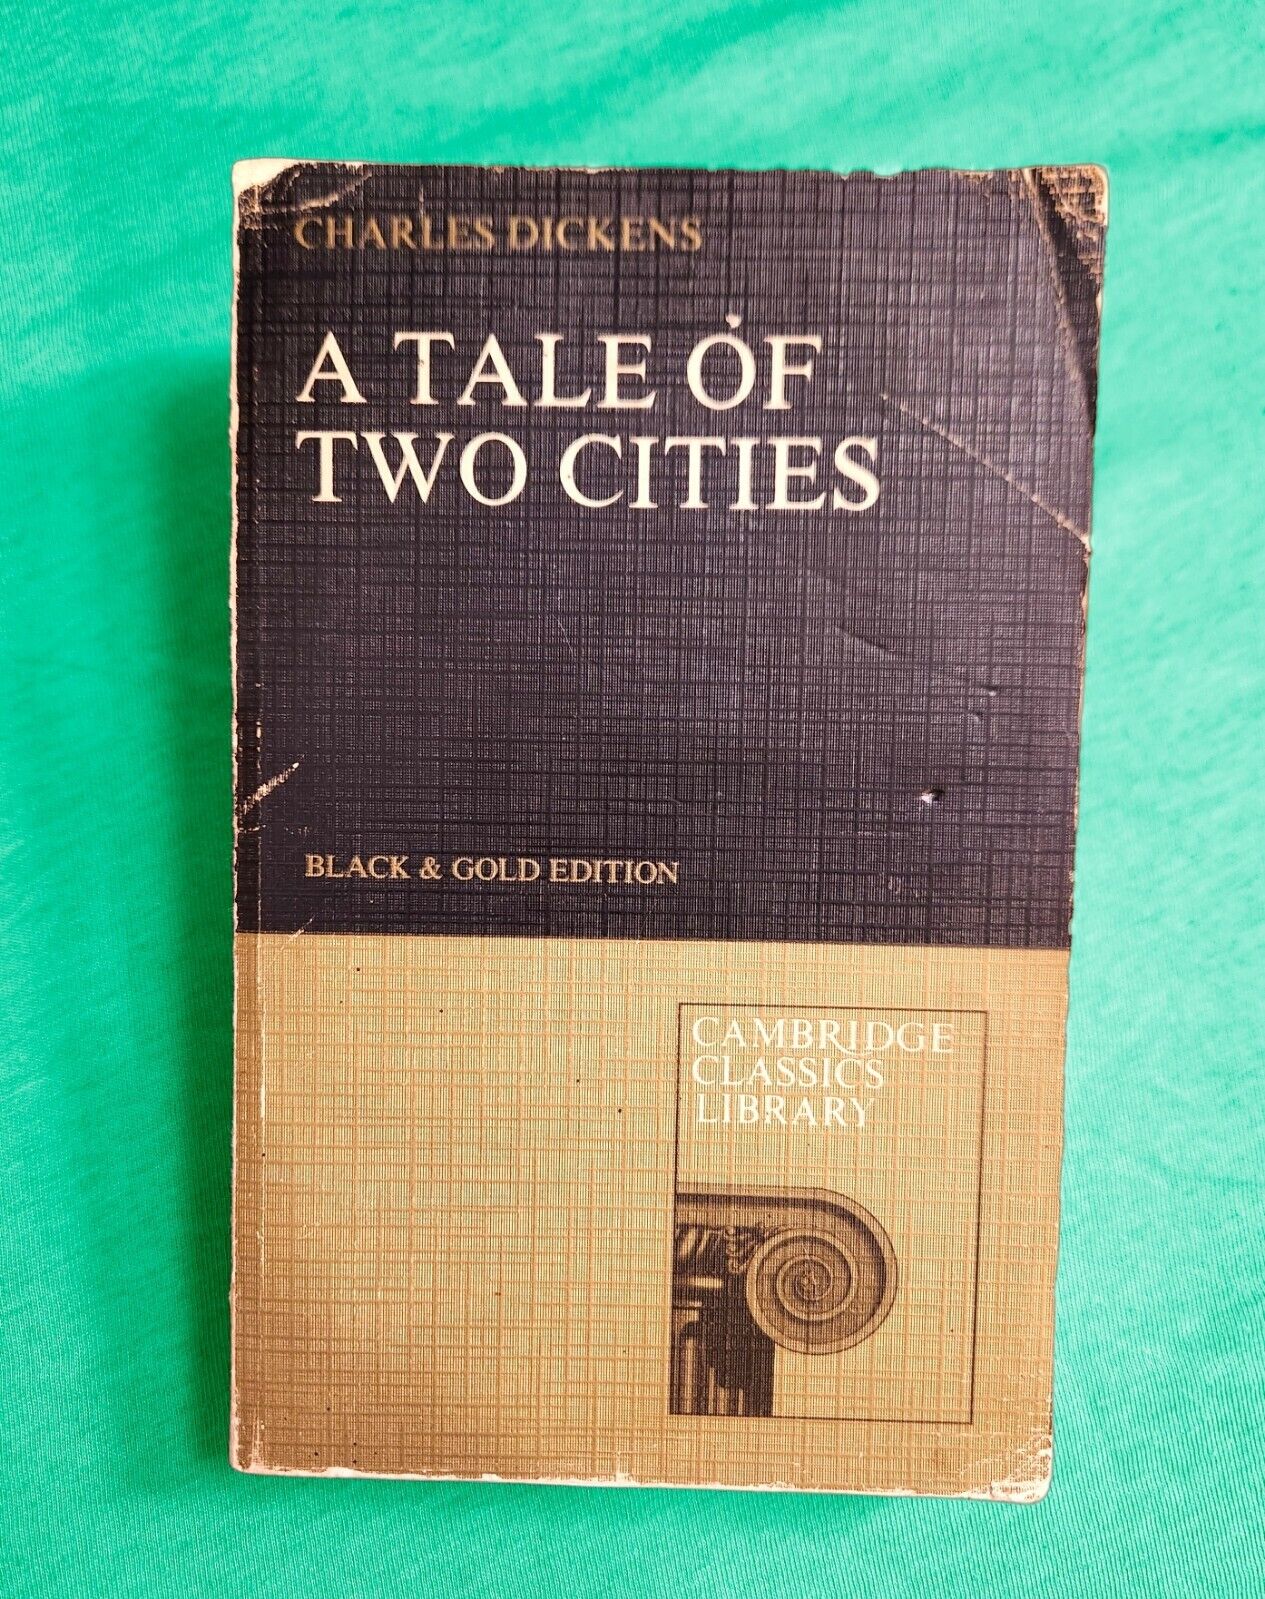 CHARLES DICKENS
A TALE OF
TWO CITIES
BLACK & GOLD EDITION
CAMBRIDGE
CLASSICS
LIBRARY